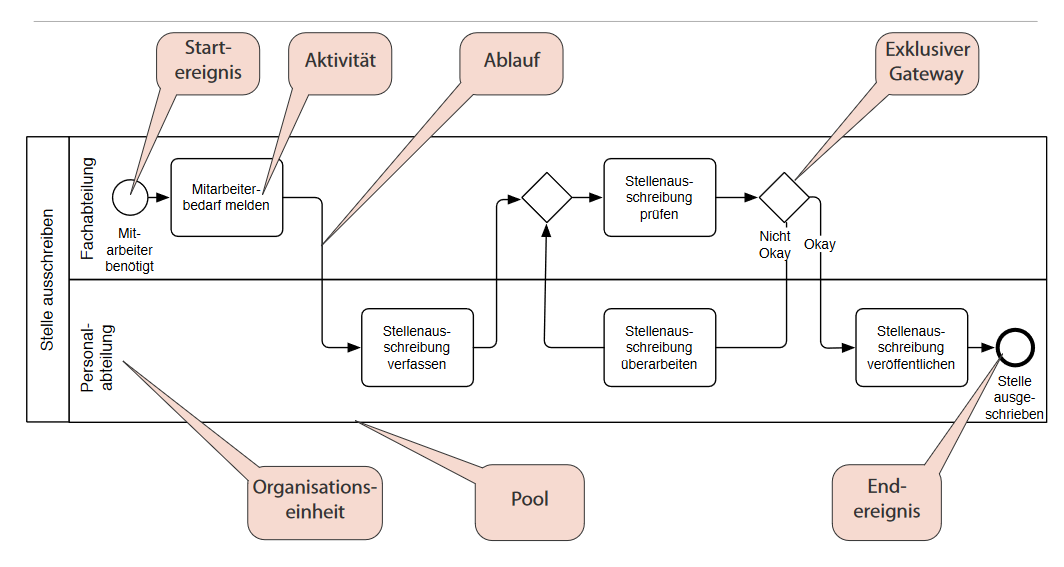 Start-
ereignis
Aktivität
Ablauf
Exklusiver
Gateway
Stelle ausschreiben
Fachabteilung
Mit-
arbeiter
benötigt
Mitarbeiter-
bedarf melden
Stellenaus-
schreibung
prüfen
Nicht
Okay
Okay
Personal-
abteilung
Stellenaus-
schreibung
verfassen
Stellenaus-
schreibung
überarbeiten
Stellenaus-
schreibung
veröffentlichen
Stelle
ausge-
schrieben
Organisations-
einheit
Pool
End-
ereignis